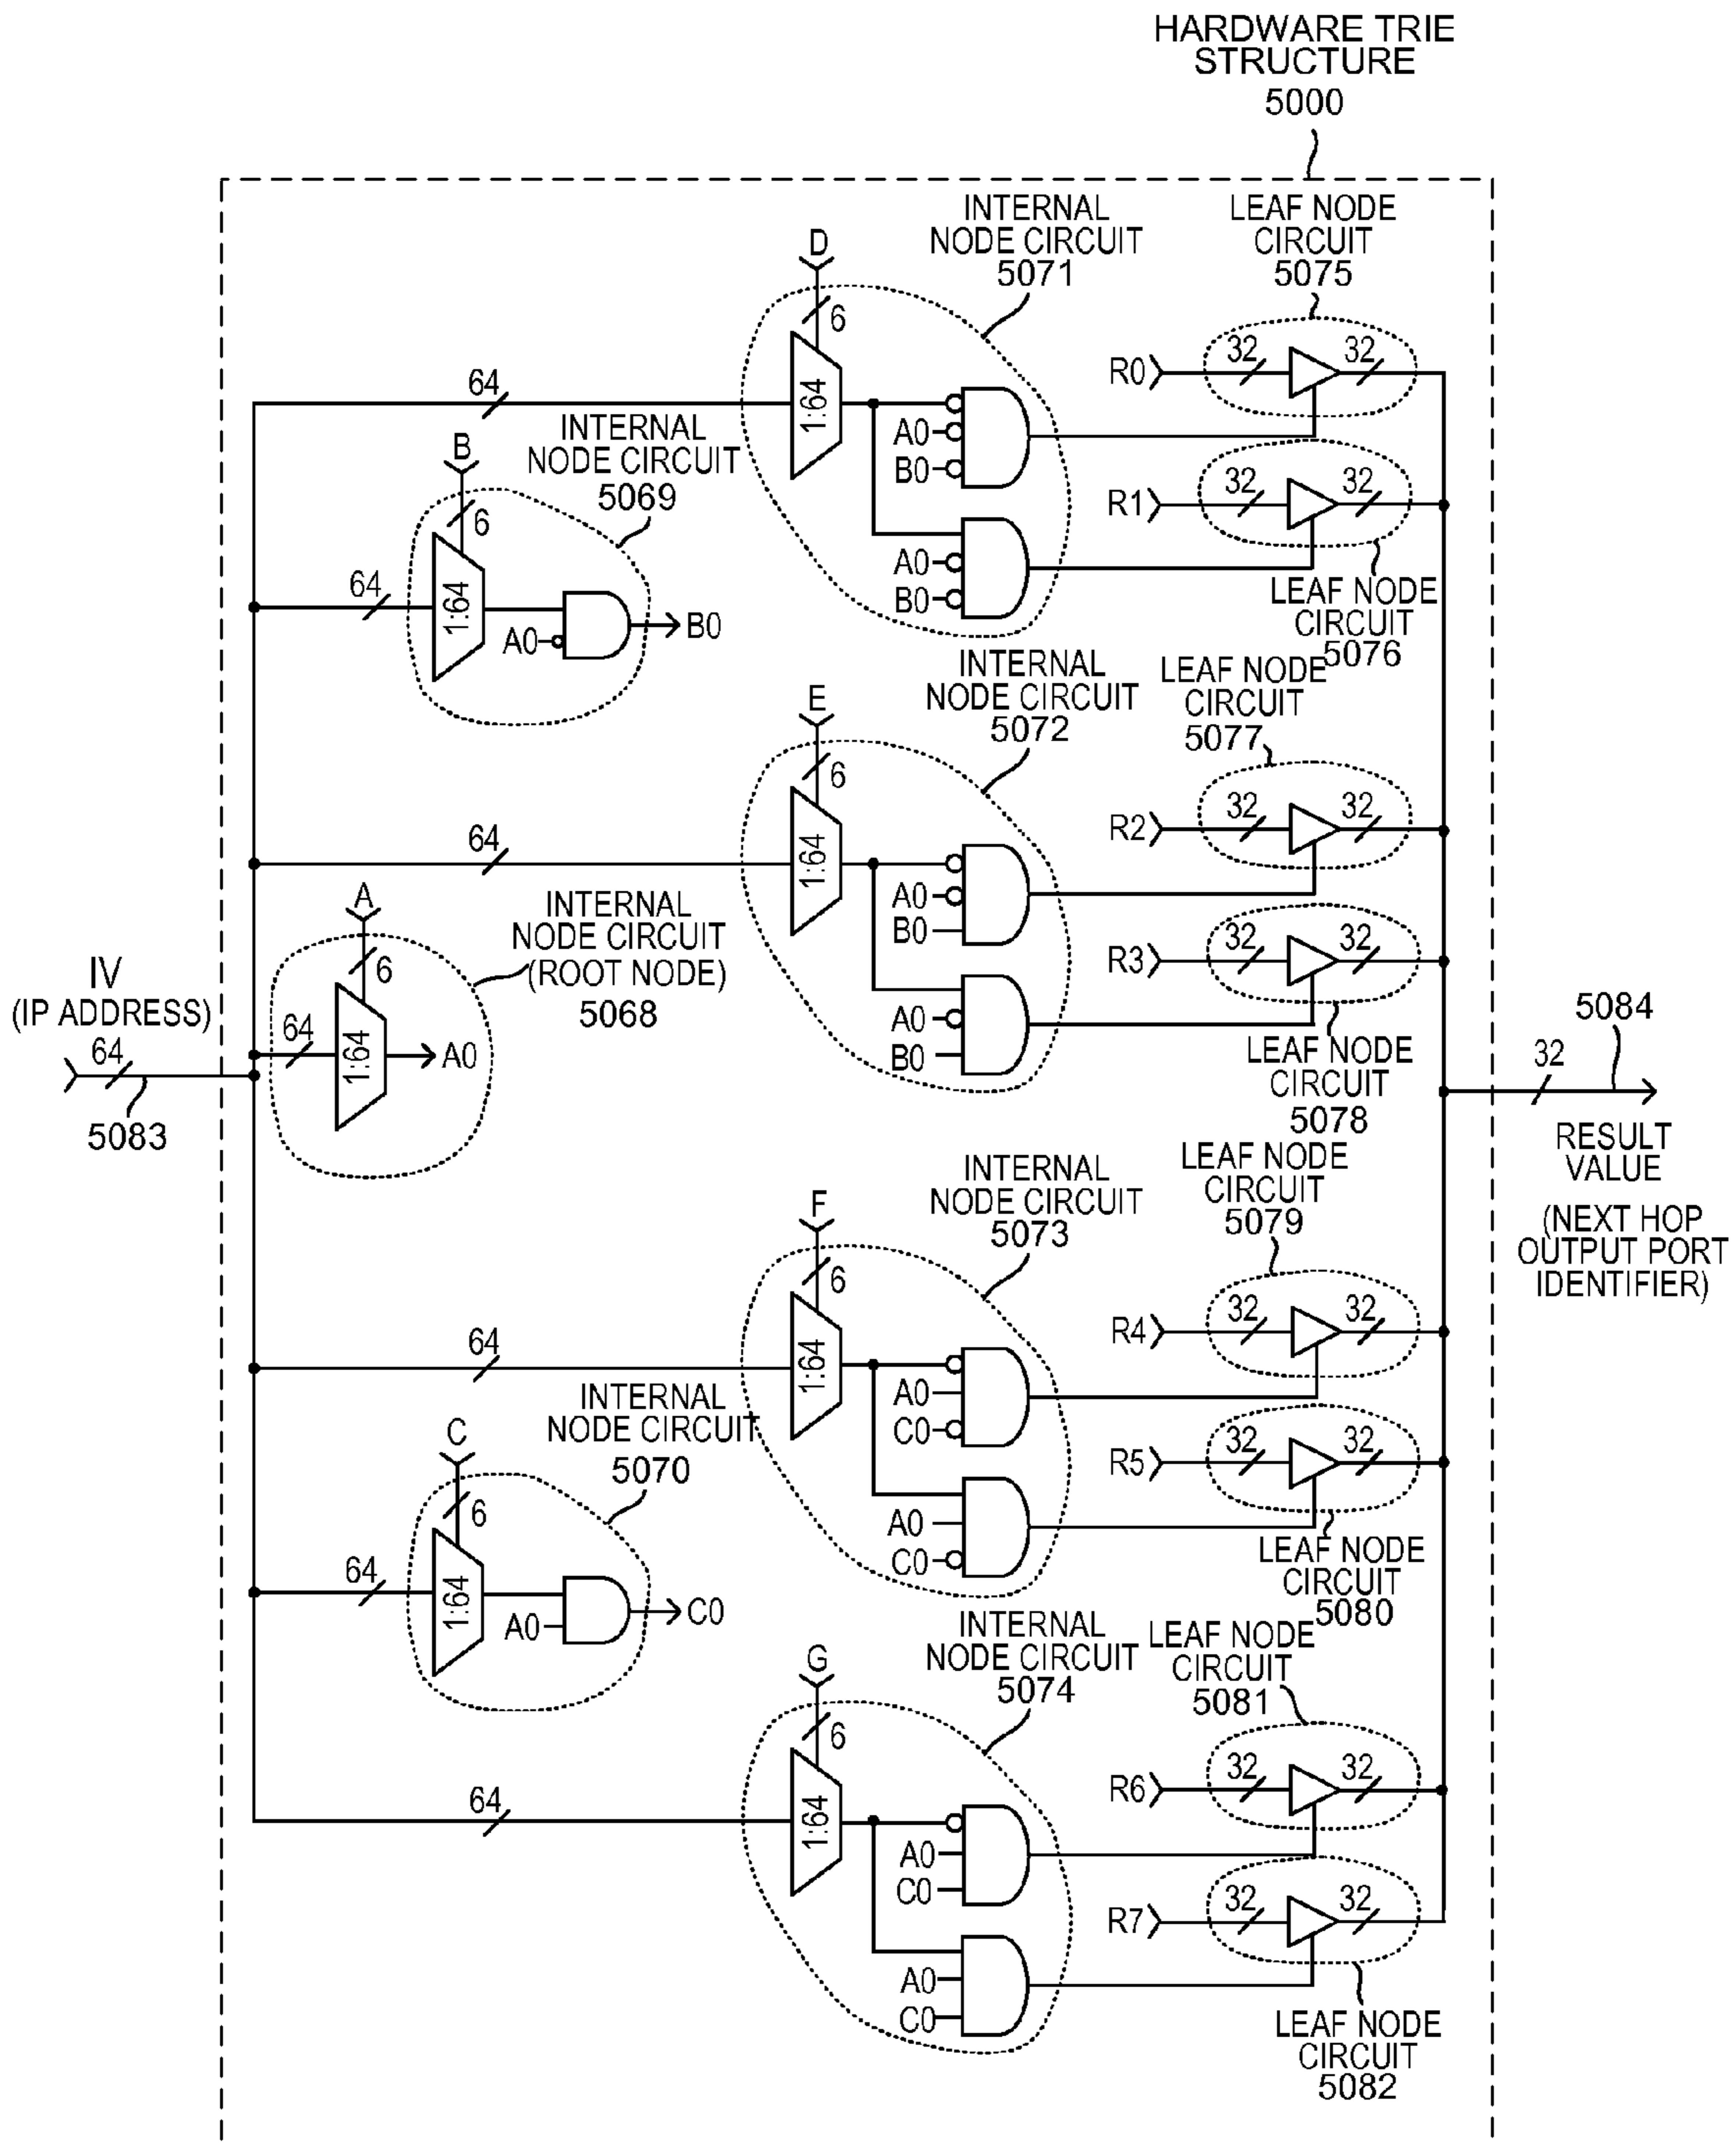 HARDWARE TRIE
STRUCTURE
5000
INTERNAL
NODE CIRCUIT
5071
LEAF NODE
CIRCUIT
5075
D
6
1:64
64
A0
B0
A0
B0
R0
32
32
R1
32
32
LEAF NODE
CIRCUIT
5076
INTERNAL
NODE CIRCUIT
5069
B
6
64
1:64
A0
B0
INTERNAL
NODE CIRCUIT
5072
LEAF NODE
CIRCUIT
5077
E
6
64
1:64
A0
B0
A0
B0
R2
32
32
R3
32
32
LEAF NODE
CIRCUIT
5078
INTERNAL
NODE CIRCUIT
(ROOT NODE)
5068
A
6
64
1:64
A0
IV
(IP ADDRESS)
64
5083
5084
32
RESULT
VALUE
(NEXT HOP
OUTPUT PORT
IDENTIFIER)
INTERNAL
NODE CIRCUIT
5073
LEAF NODE
CIRCUIT
5079
F
6
64
1:64
A0
C0
A0
C0
R4
32
32
R5
32
32
LEAF NODE
CIRCUIT
5080
INTERNAL
NODE CIRCUIT
5070
C
6
64
1:64
A0
C0
INTERNAL
NODE CIRCUIT
5074
LEAF NODE
CIRCUIT
5081
G
6
64
1:64
A0
C0
A0
C0
R6
32
32
R7
32
32
LEAF NODE
CIRCUIT
5082